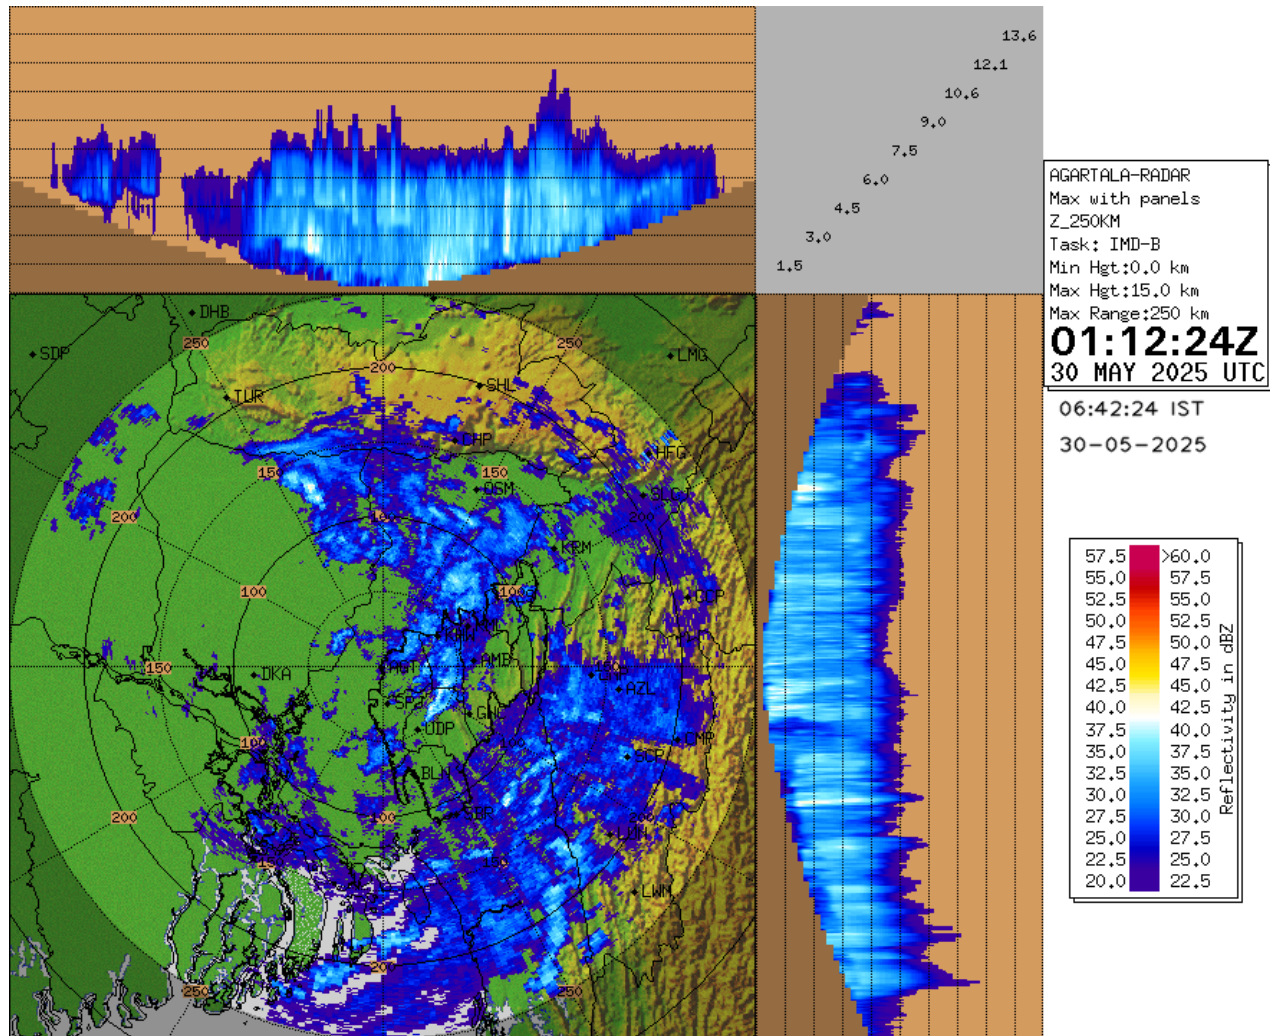 13.6
12.1
10.6
9.0
7.5
6.0
4.5
3.0
1.5
AGARTALA-RADAR
Max with panels
Z_250KM
Task: IMD-B
Min Hgt:0.0 km
Max Hgt:15.0 km
Max Range:250 km
01:12:24Z
30 MAY 2025 UTC
06:42:24 IST
30-05-2025
DHB
SDP
250
250
LMG
200
SHL
TUR
CHP
HFG
150
150
SLCT
200
200
KRM
100
100
AMB
150
DKA
AZL
UDP
CMP
100
100
BLN
SBR
200
LWN
200
250
250
57.5 >60.0
55.0 57.5
52.5 55.0
50.0 52.5
47.5 50.0
45.0 47.5
42.5 45.0
40.0 42.5
37.5 40.0
35.0 37.5
32.5 35.0
30.0 32.5
27.5 30.0
25.0 27.5
22.5 25.0
20.0 22.5
Reflectivity in dBZ